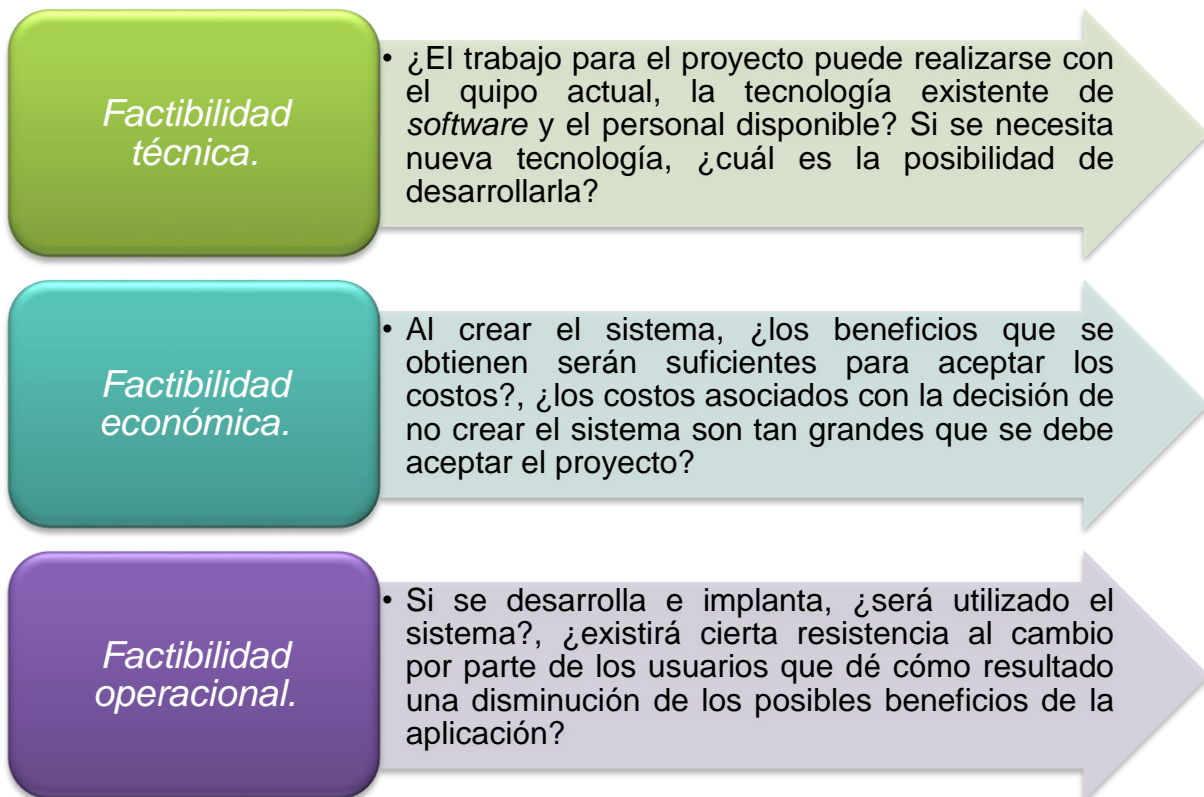 Factibilidad
técnica.
• ¿El trabajo para el proyecto puede realizarse con
el quipo actual, la tecnología existente de
software y el personal disponible? Si se necesita
nueva tecnología, ¿cuál es la posibilidad de
desarrollarla?
Factibilidad
económica.
• Al crear el sistema, ¿los beneficios que se
obtienen serán suficientes para aceptar los
costos?, ¿los costos asociados con la decisión de
no crear el sistema son tan grandes que se debe
aceptar el proyecto?
Factibilidad
operacional.
• Si se desarrolla e implanta, ¿será utilizado el
sistema?, ¿existirá cierta resistencia al cambio
por parte de los usuarios que dé cómo resultado
una disminución de los posibles beneficios de la
aplicación?